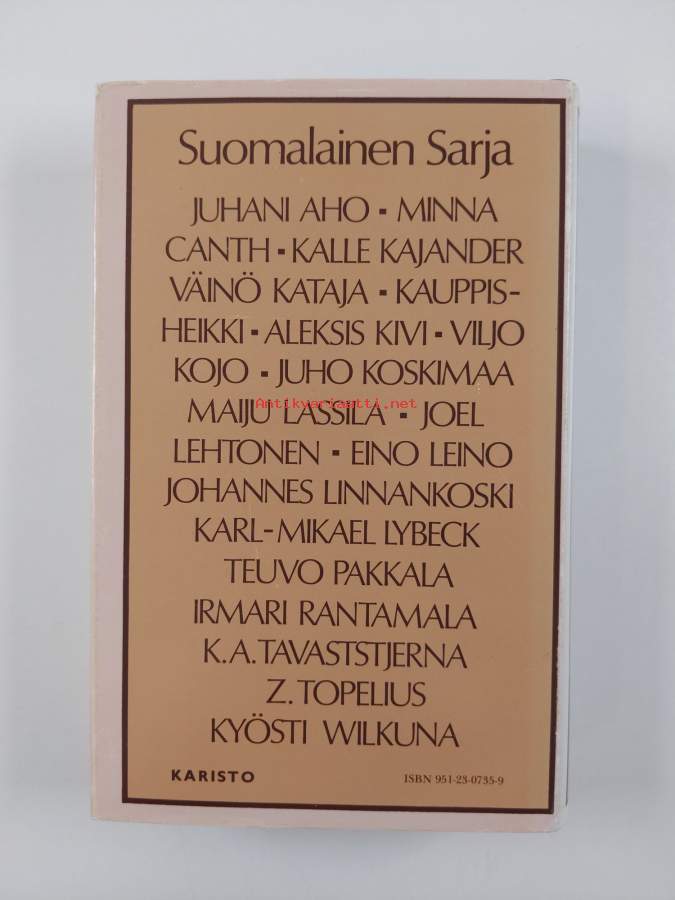 Suomalainen Sarja
JUHANI AHO ▪ MINNA
CANTH ▪ KALLE KAJANDER
VÄINÖ KATAJA ▪ KAUPPIS-
HEIKKI ▪ ALEKSIS KIVI ▪ VILJO
KOJO ▪ JUHO KOSKIMAA
Antikvariaatti.net
MAIJU LASSILA ▪ JOEL
LEHTONEN ▪ EINO LEINO
JOHANNES LINNANKOSKI
KARL-MIKAEL LYBECK
TEUVO PAKKALA
IRMARI RANTAMALA
K.A. TAVASTSTJERNA
Z. TOPELIUS
KYÖSTI WILKUNA
KARISTO
ISBN 951-23-0735-9